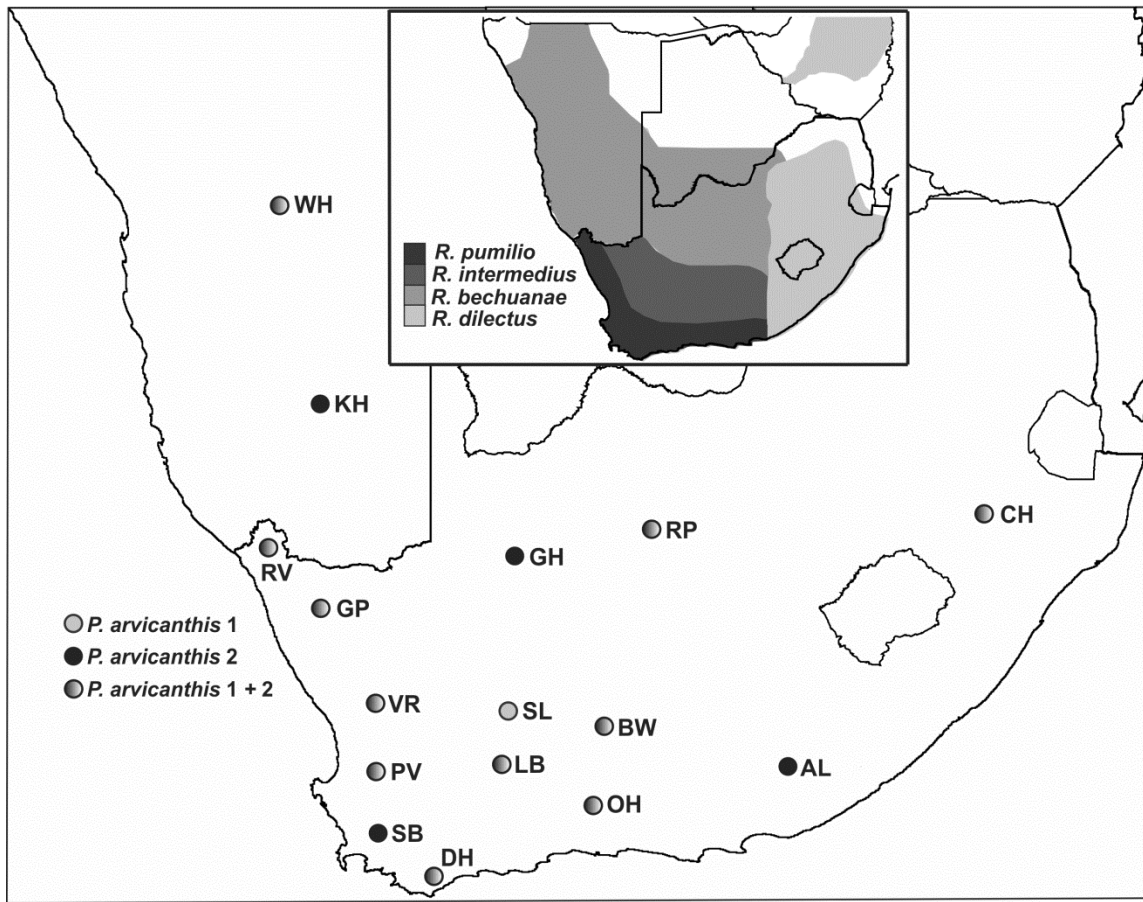 R. pumilio
R. intermedius
R. bechuanae
R. dilectus
WH
KH
CH
RP
GH
RV
GP
P. arvicanthis 1
P. arvicanthis 2
P. arvicanthis 1 + 2
VR
SL
BW
PV
LB
AL
OH
SB
DH